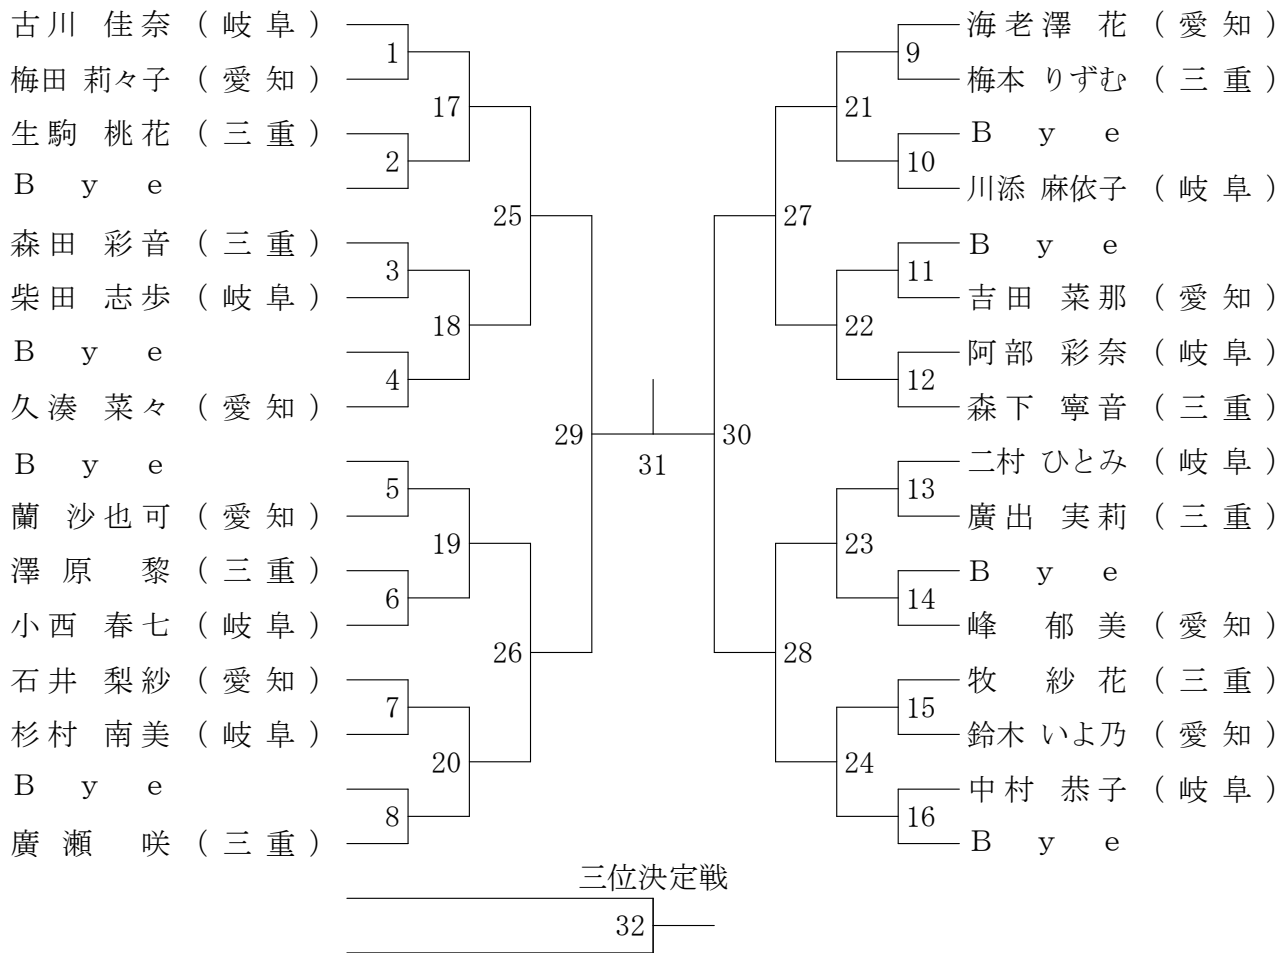 古川 佳奈 (岐阜)
梅田 莉々子 (愛知)
生駒 桃花 (三重)
Bye
森田 彩音 (三重)
柴田 志歩 (岐阜)
Bye
久湊 菜々 (愛知)
Bye
蘭 沙也可 (愛知)
澤原 黎 (三重)
小西 春七 (岐阜)
石井 梨紗 (愛知)
杉村 南美 (岐阜)
Bye
廣瀬 咲 (三重)
1
2
3
4
5
6
7
8
17
18
19
20
25
26
29
31
30
27
28
21
22
23
24
9
10
11
12
13
14
15
16
海老澤 花 (愛知)
梅本 りずむ (三重)
Bye
川添 麻依子 (岐阜)
Bye
吉田 菜那 (愛知)
阿部 彩奈 (岐阜)
森下 寧音 (三重)
二村 ひとみ (岐阜)
廣出 実莉 (三重)
Bye
峰 郁美 (愛知)
牧 紗花 (三重)
鈴木 いよ乃 (愛知)
中村 恭子 (岐阜)
Bye
三位決定戦
32